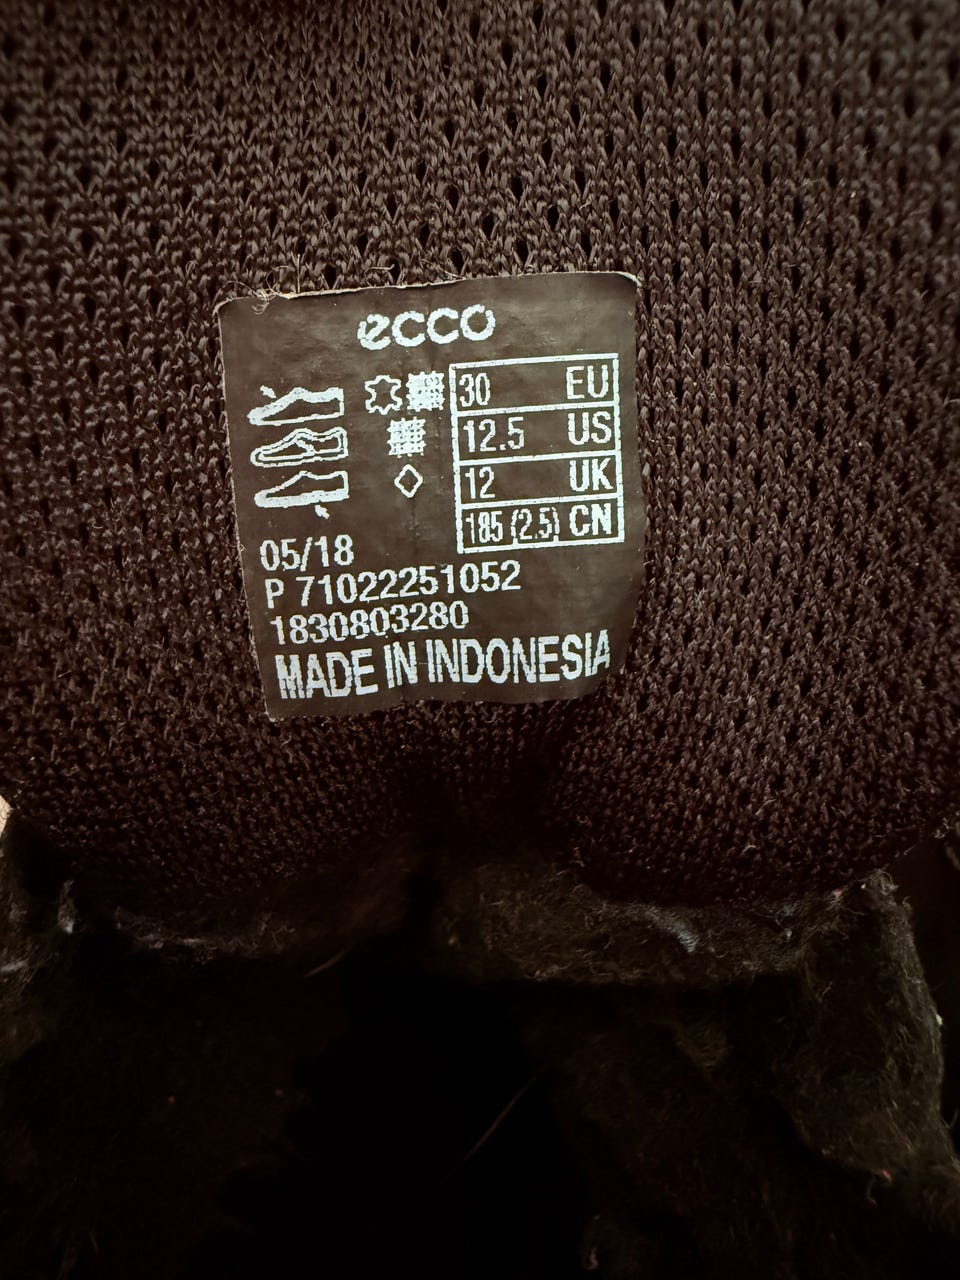 ecco
30 EU
12.5 US
12 UK
185 (2.5) CN
05/18
P 71022251052
1830803280
MADE IN INDONESIA